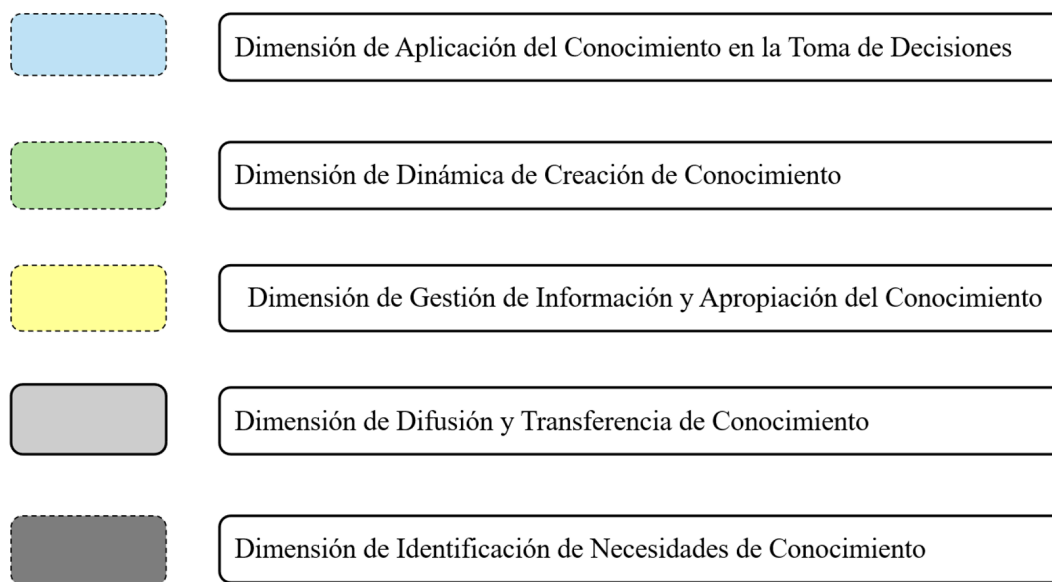 Dimensión de Aplicación del Conocimiento en la Toma de Decisiones
Dimensión de Dinámica de Creación de Conocimiento
Dimensión de Gestión de Información y Apropiación del Conocimiento
Dimensión de Difusión y Transferencia de Conocimiento
Dimensión de Identificación de Necesidades de Conocimiento